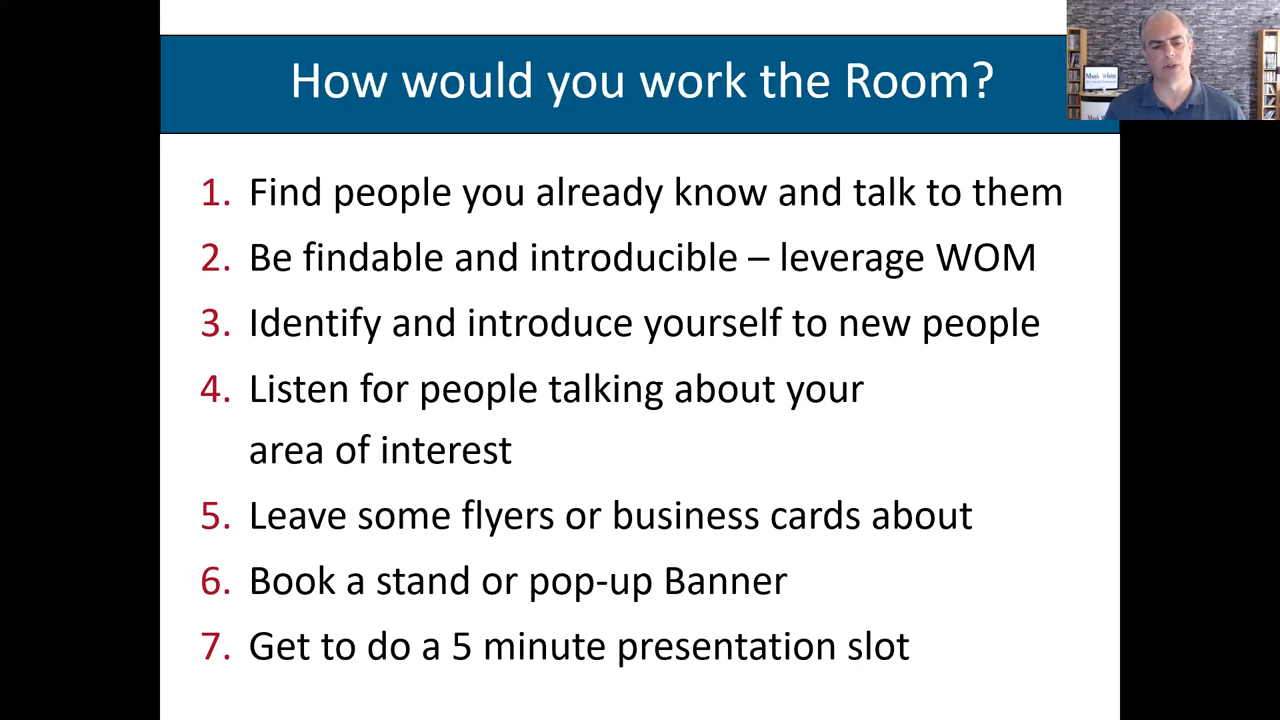 How would you work the Room?
Mark White
1. Find people you already know and talk to them
2. Be findable and introducible – leverage WOM
3. Identify and introduce yourself to new people
4. Listen for people talking about your
area of interest
5. Leave some flyers or business cards about
6. Book a stand or pop-up Banner
7. Get to do a 5 minute presentation slot